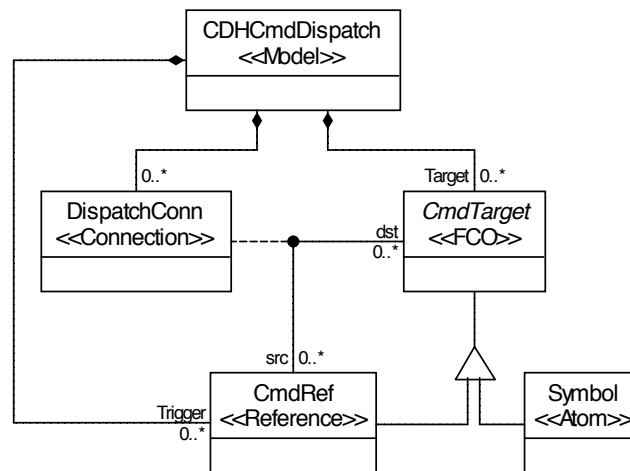 CDHCmdDispatch
<<Model>>
0..*
Target 0..*
DispatchConn
<<Connection>>
CmdTarget
<<FCO>>
dst
0..*
src 0..*
CmdRef
<<Reference>>
Symbol
<<Atom>>
Trigger
0..*